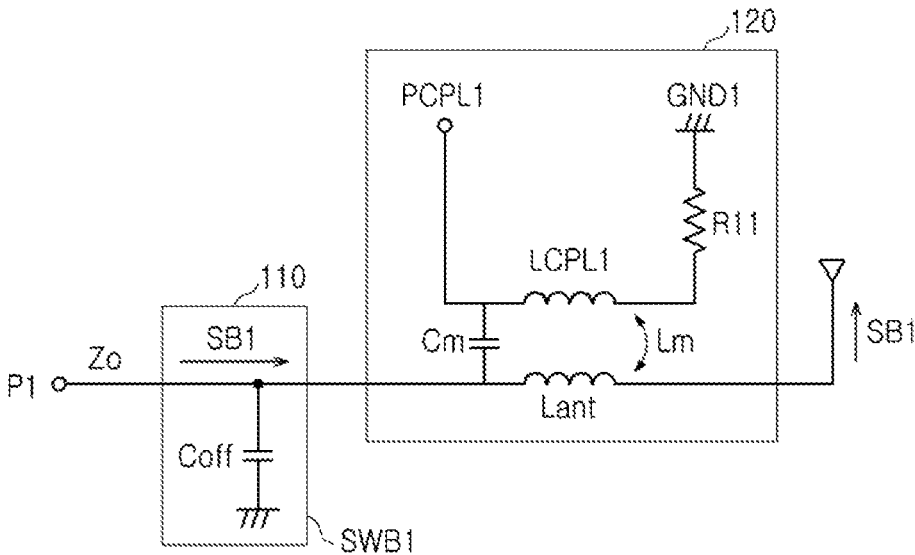 120
PCPL1
GND1
R11
LCPL1
110
SB1
Cm
Lm
SB1
Zo
P1
Lant
Coff
SWB1